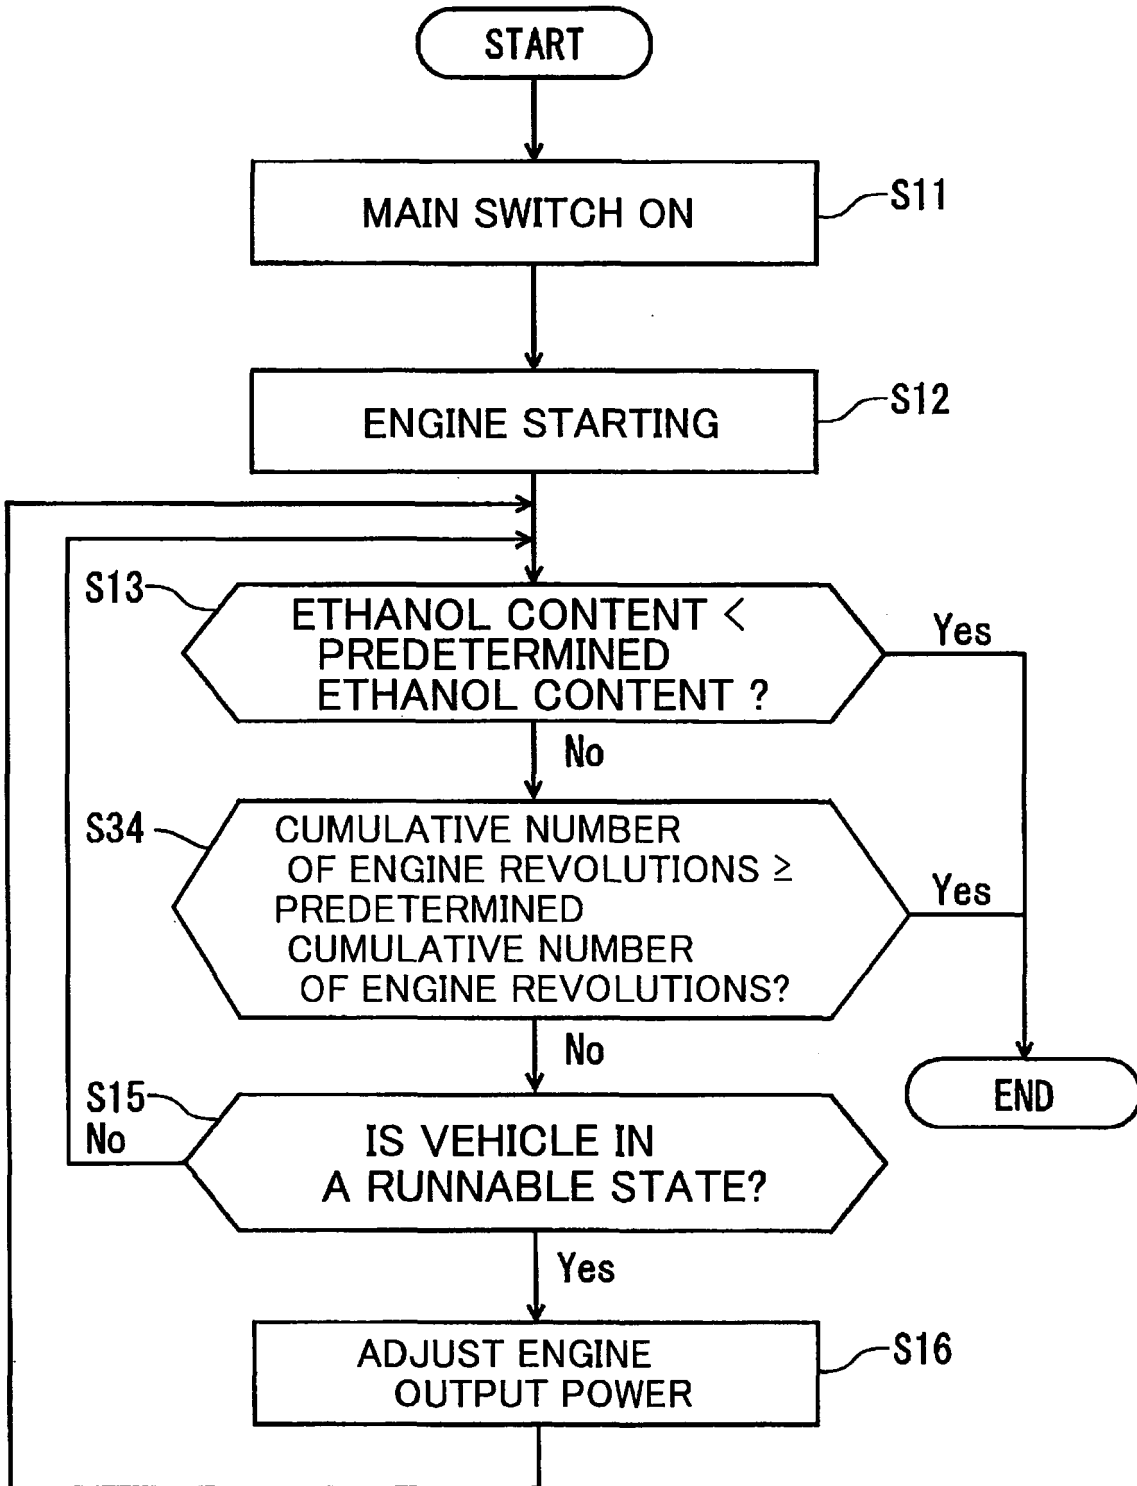 START
MAIN SWITCH ON
S11
ENGINE STARTING
S12
S13
ETHANOL CONTENT <
PREDETERMINED
ETHANOL CONTENT ?
Yes
No
S34
CUMULATIVE NUMBER
OF ENGINE REVOLUTIONS ≥
PREDETERMINED
CUMULATIVE NUMBER
OF ENGINE REVOLUTIONS?
Yes
No
END
S15
No
IS VEHICLE IN
A RUNNABLE STATE?
Yes
ADJUST ENGINE
OUTPUT POWER
S16